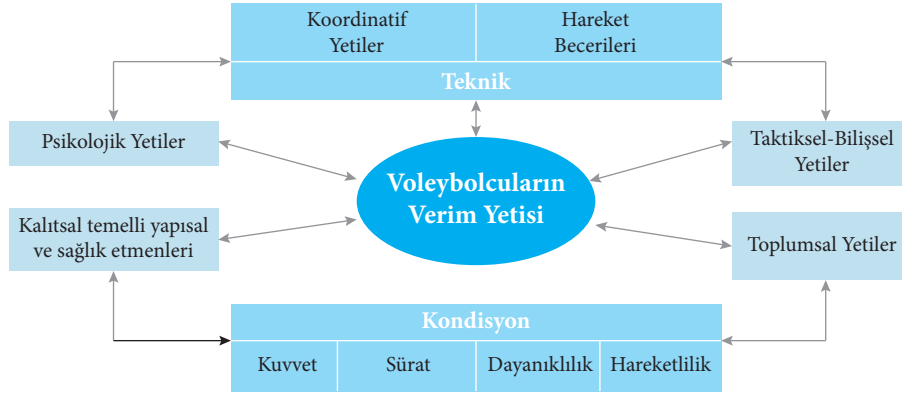 Koordinatif
Yetiler
Hareket
Becerileri
Teknik
Psikolojik Yetiler
Taktiksel-Bilişsel
Yetiler
Voleybolcuların
Verim Yetisi
Kalıtsal temelli yapısal
ve sağlık etmenleri
Toplumsal Yetiler
Kondisyon
Kuvvet
Sürat
Dayanıklılık
Hareketlilik